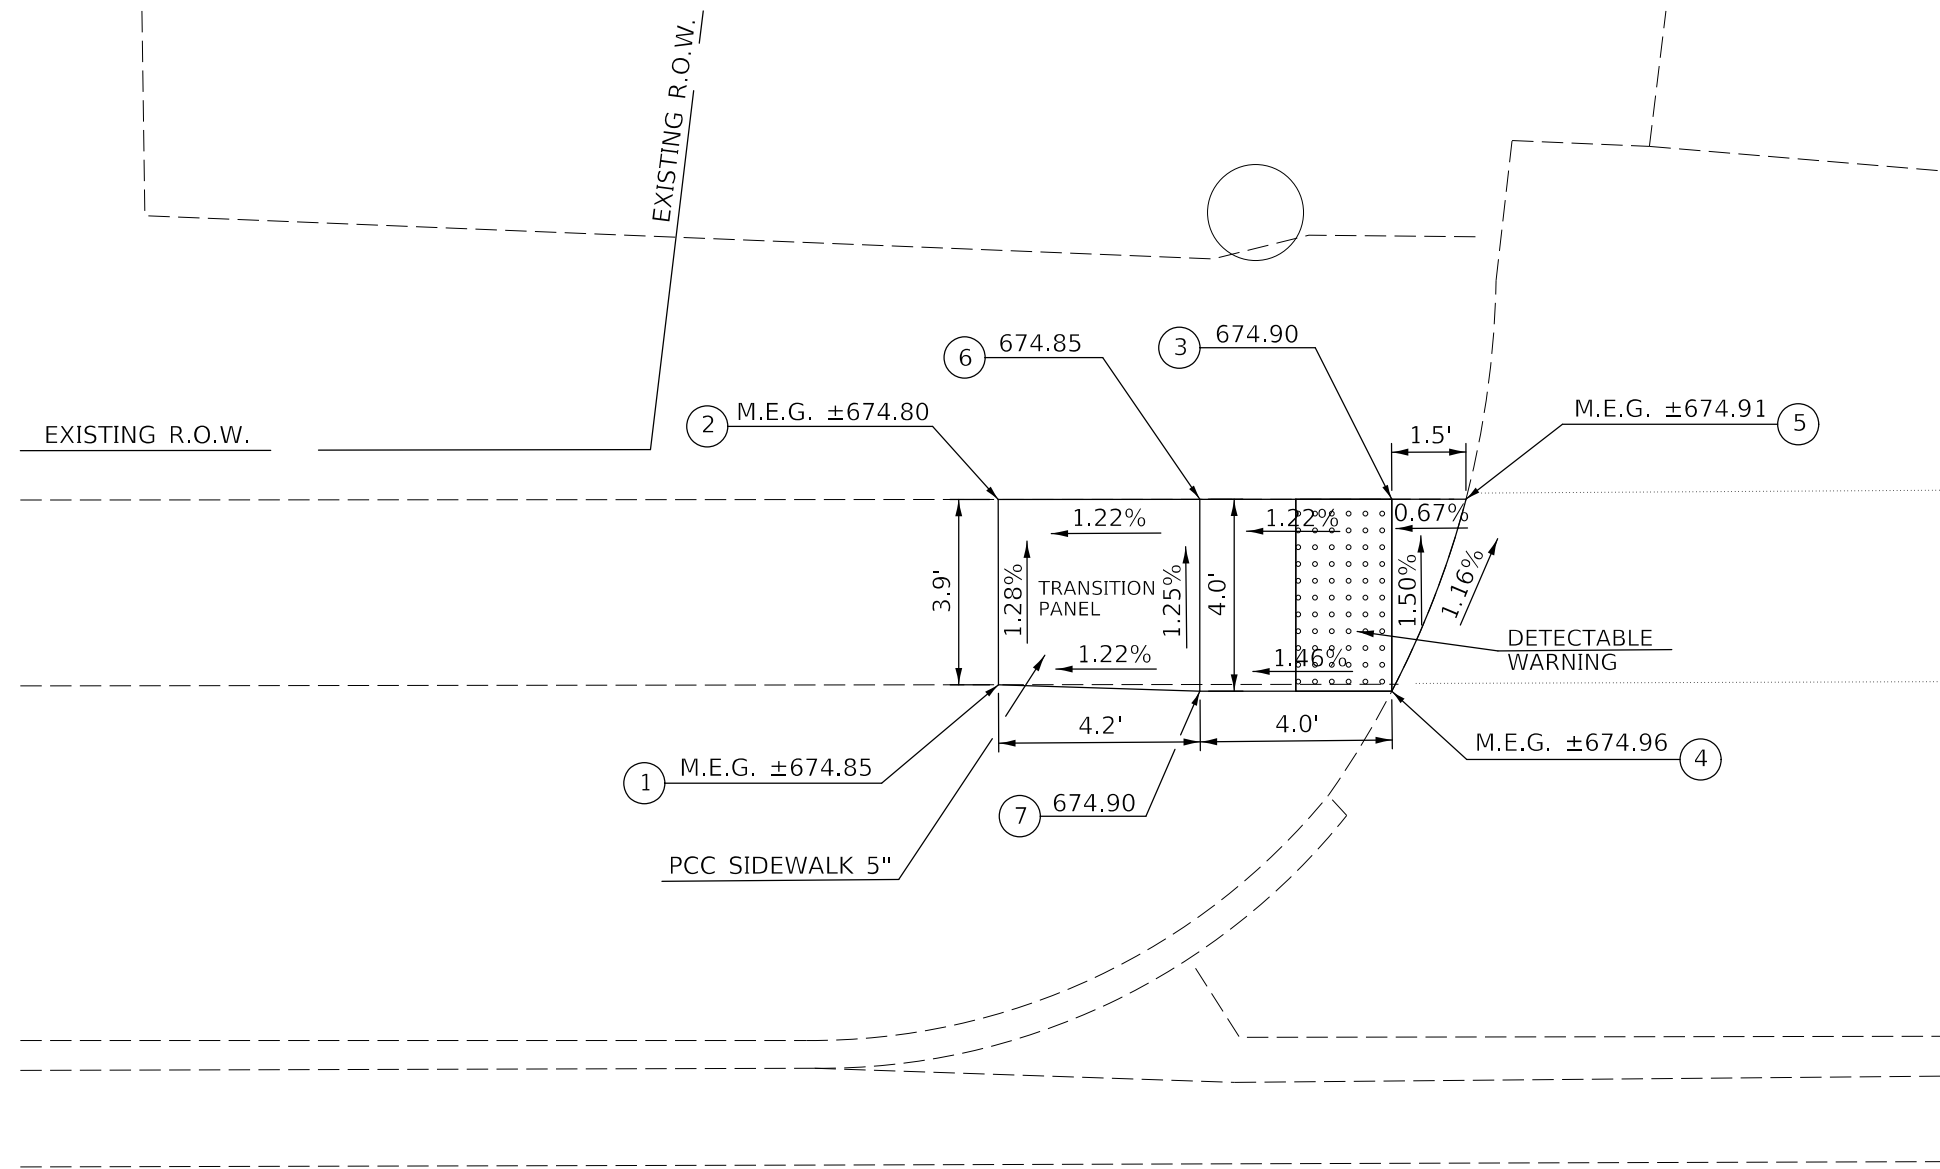 EXISTING R.O.W.
EXISTING R.O.W.
6
674.85
3
674.90
2
M.E.G. ±674.80
M.E.G. ±674.91
5
1.5'
1.22%
1.22%
0.67%
3.9'
1.28%
TRANSITION
PANEL
1.25%
4.0'
1.50%
1.16%
1.22%
1.46%
DETECTABLE
WARNING
4.2'
4.0'
M.E.G. ±674.96
4
1
M.E.G. ±674.85
7
674.90
PCC SIDEWALK 5"